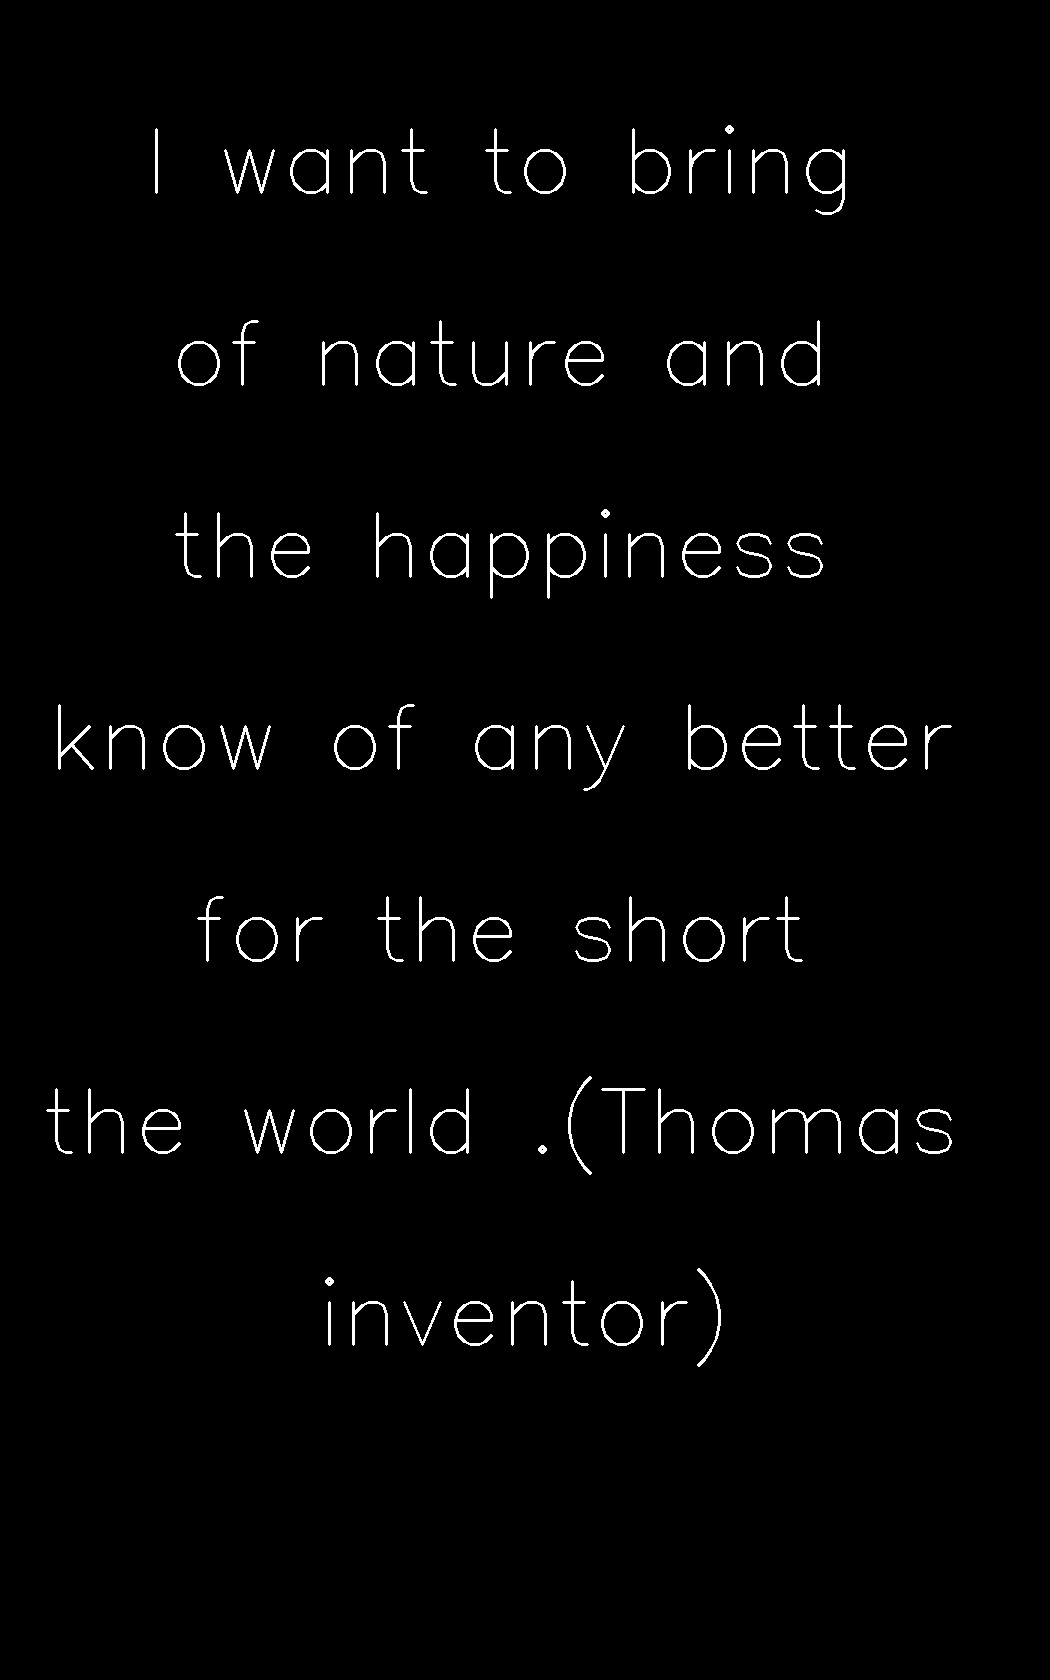 I want to bring
of nature and
the happiness
know of any better
for the short
the world .(Thomas
inventor)